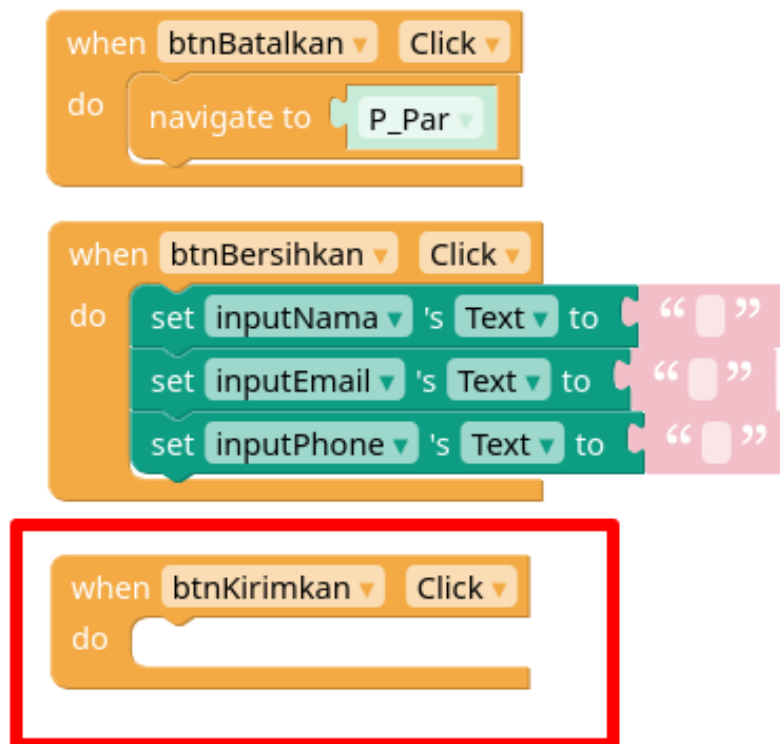 when btnBatalkan Click
do navigate to P_Par
when btnBersihkan Click
do set inputNama 's Text to “ ”
set inputEmail 's Text to “ ”
set inputPhone 's Text to “ ”
when btnKirimkan Click
do